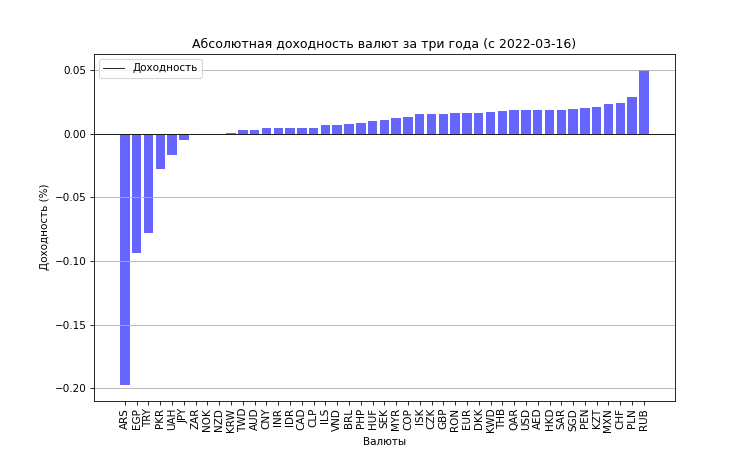 Абсолютная доходность валют за три года (с 2022-03-16)
Доходность
0.05
0.00
−0.05
−0.10
−0.15
−0.20
Доходность (%)
ARS
EGP
TRY
PKR
UAH
JPY
ZAR
NOK
NZD
KRW
TWD
AUD
CNY
INR
IDR
CAD
CLP
ILS
VND
BRL
PHP
HUF
SEK
MYR
COP
ISK
CZK
GBP
RON
EUR
DKK
KWD
THB
QAR
USD
AED
HKD
SAR
SGD
PEN
KZT
MXN
CHF
PLN
RUB
Валюты